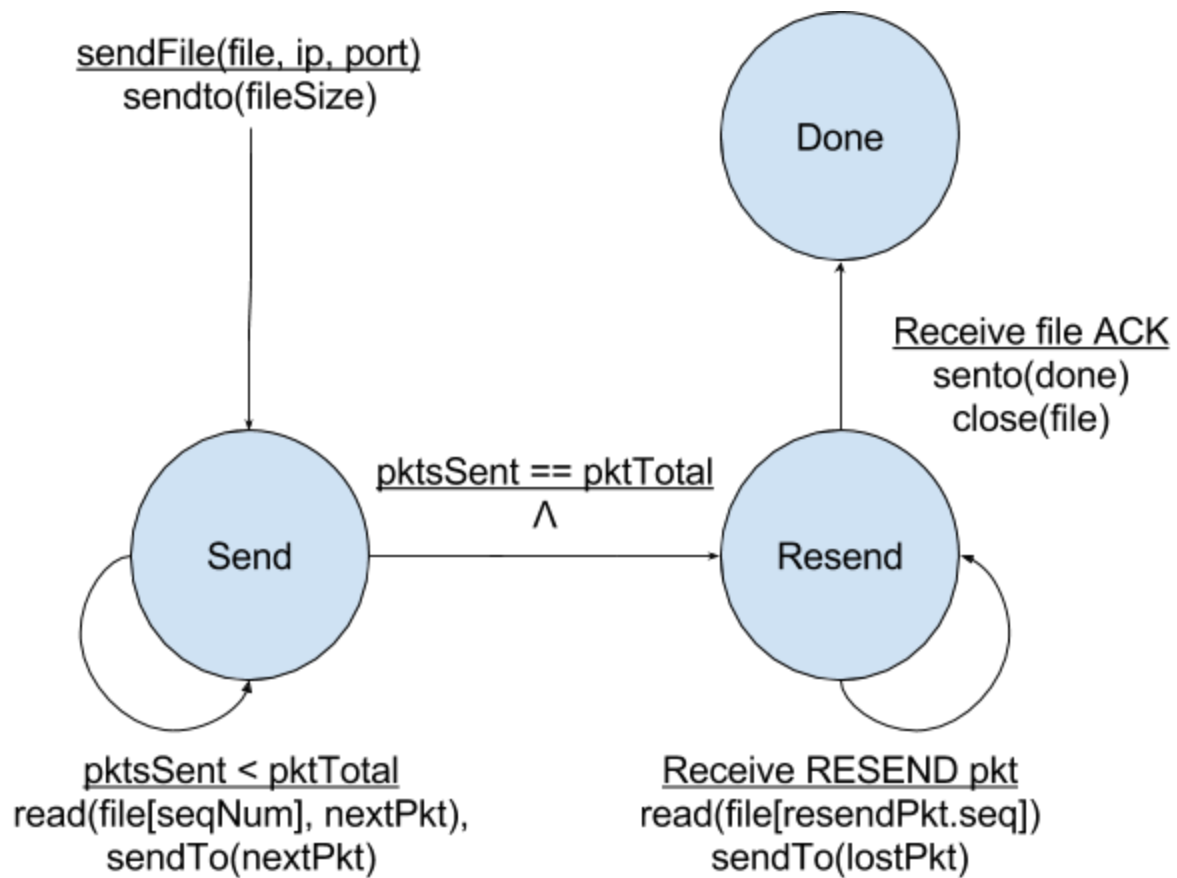 sendFile(file, ip, port)
sendto(fileSize)
Done
Receive file ACK
sento(done)
close(file)
pktsSent == pktTotal
Λ
Send
Resend
pktsSent < pktTotal
read(file[seqNum], nextPkt),
sendTo(nextPkt)
Receive RESEND pkt
read(file[resendPkt.seq])
sendTo(lostPkt)